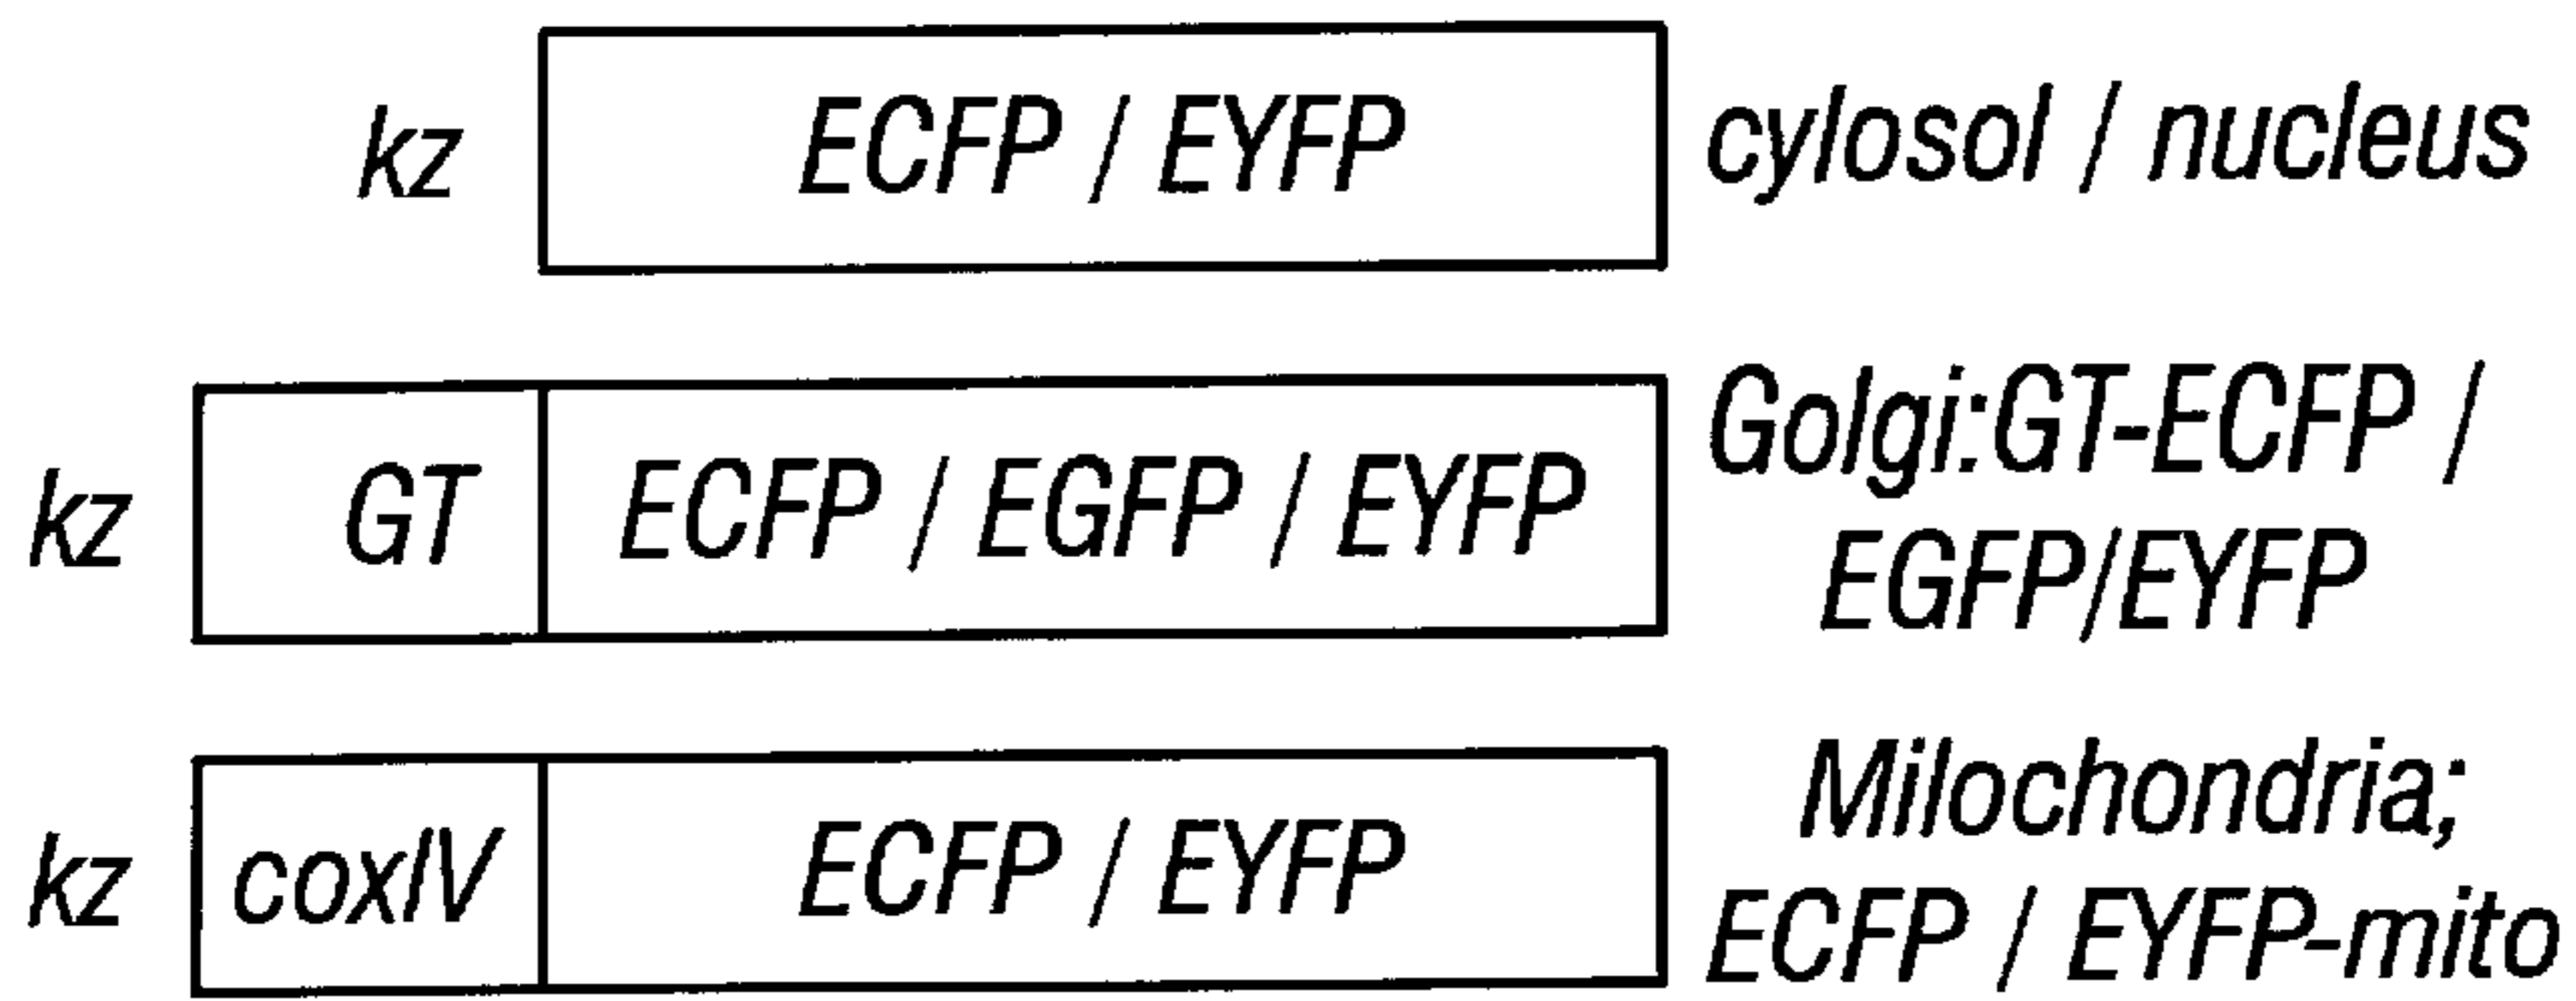 kz ECFP / EYFP cylosol / nucleus
kz GT ECFP / EGFP / EYFP Golgi:GT-ECFP /
EGFP/EYFP
kz coxIV ECFP / EYFP Milochondria;
ECFP / EYFP-mito